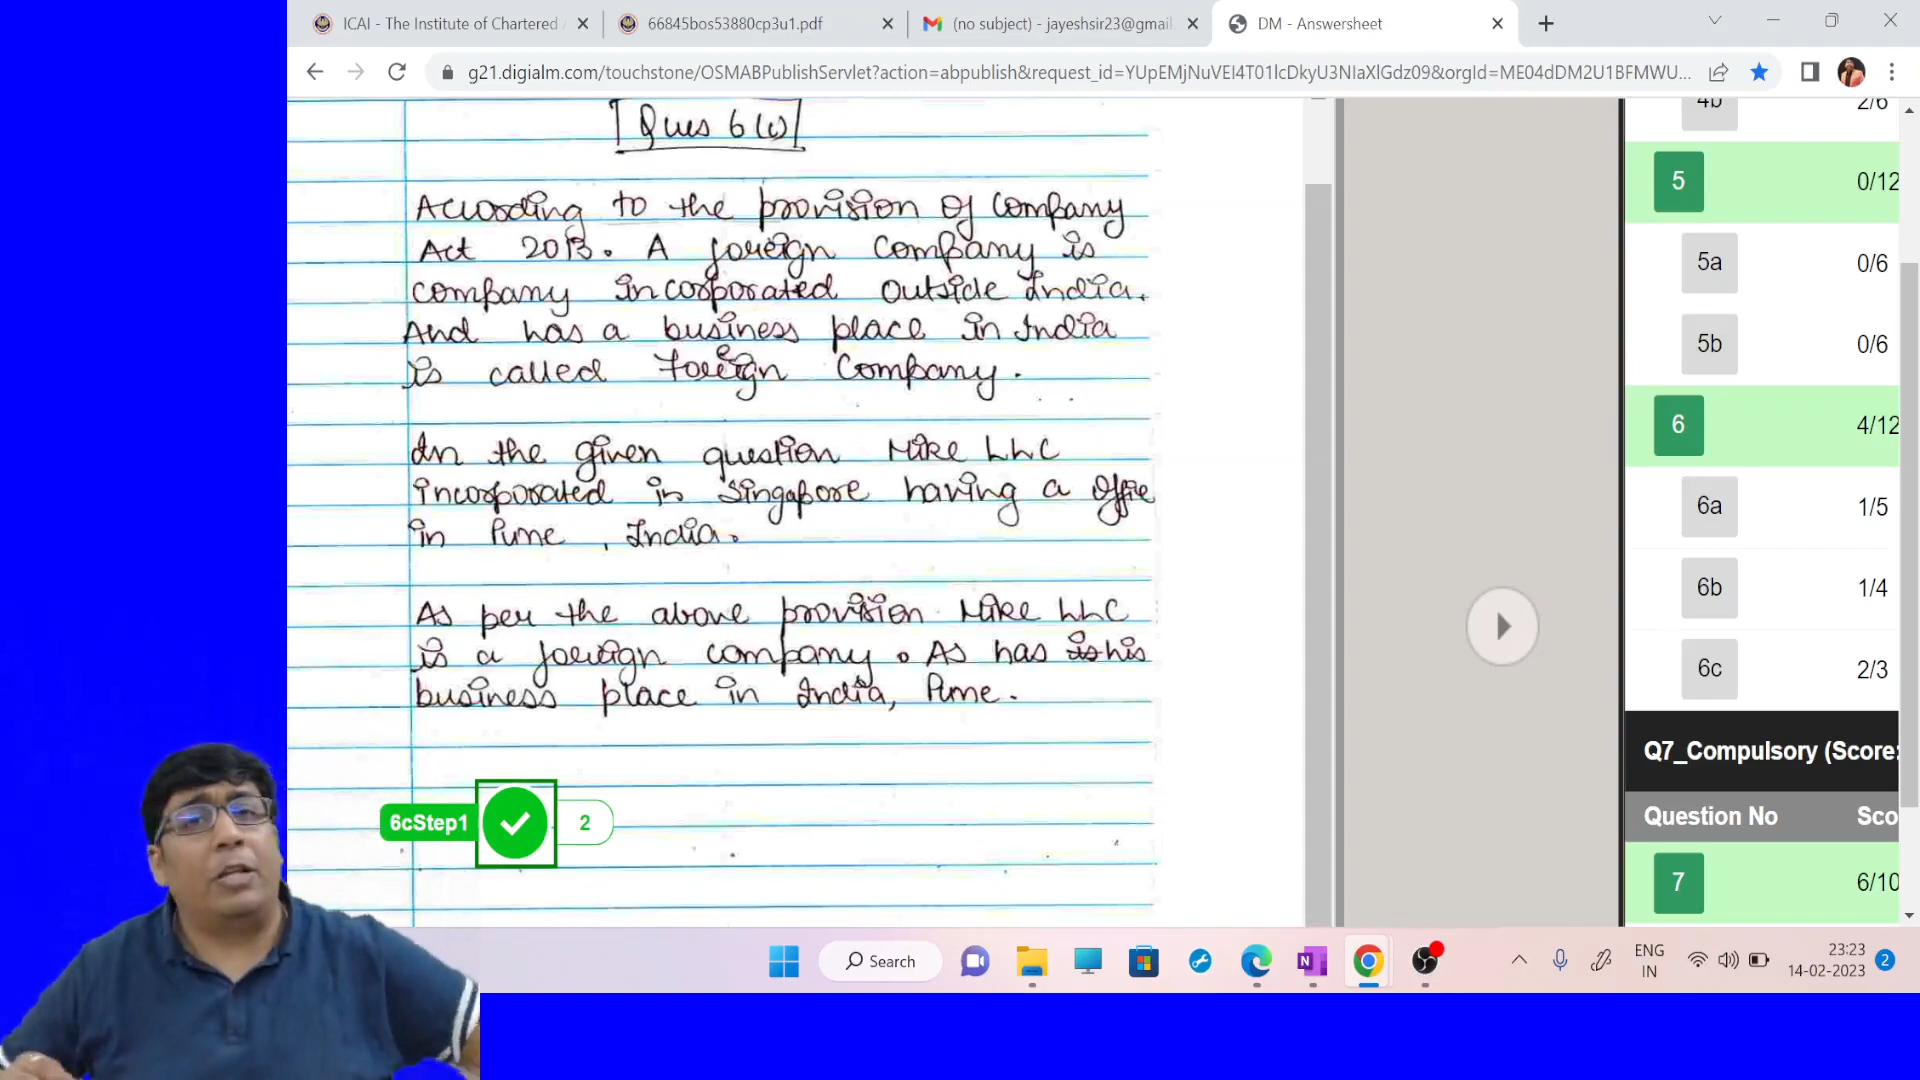 ICAI - The Institute of Chartered
66845bos53880cp3u1.pdf
(no subject) - jayeshsir23@gmail
DM - Answersheet
g21.digialm.com/touchstone/OSMABPublishServlet?action=abpublish&request_id=YUpEMjNuVEI4T01lcDkyU3NIaXlGdz09&orgId=ME04dDM2U1BFMWU...
Ques 6 (c)
According to the provision of Company
Act 2013. A foreign company is
company incorporated outside India.
And has a business place in India
is called Foreign Company.
In the given question Mike LLC
incorporated in Singapore having a office
in Pune, India.
As per the above provision Mike LLC
is a foreign company. As has its his
business place in India, Pune.
6cStep1 2
4b 2/6
5 0/12
5a 0/6
5b 0/6
6 4/12
6a 1/5
6b 1/4
6c 2/3
Q7_Compulsory (Score:
Question No Sco
7 6/10
Search
ENG
IN
23:23
14-02-2023
2